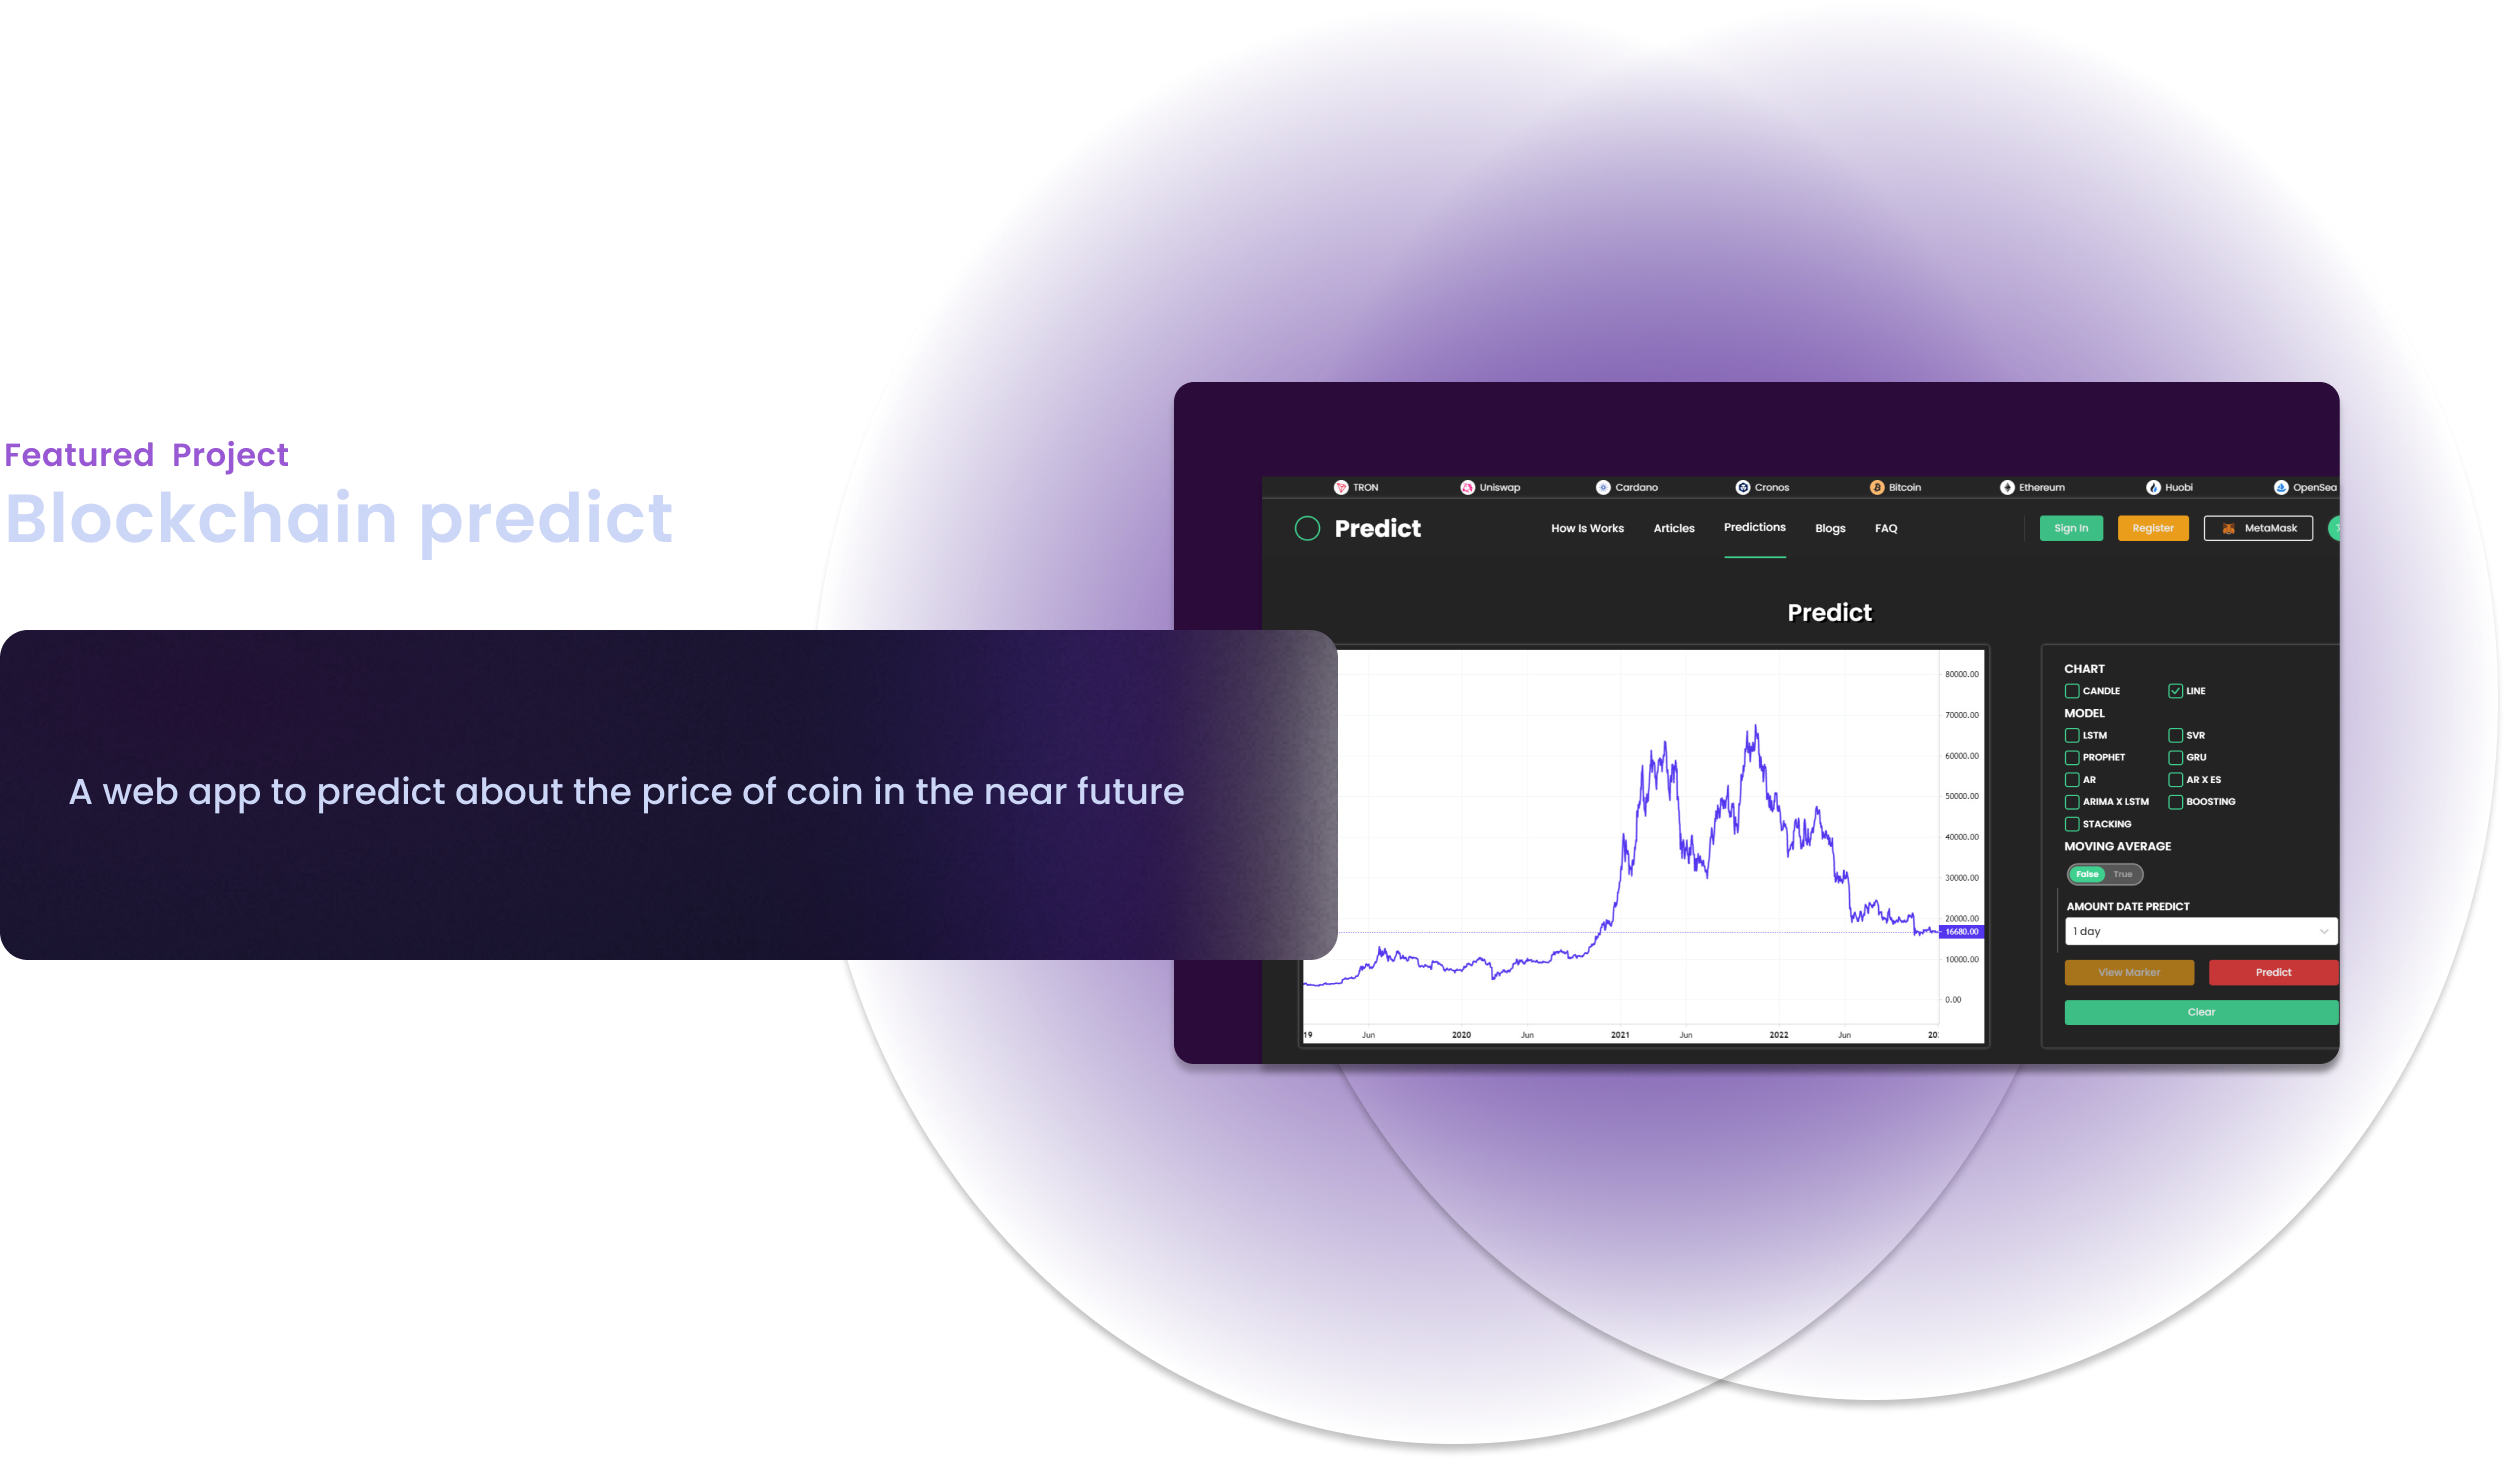 Featured Project
Blockchain predict
A web app to predict about the price of coin in the near future
TRON Uniswap Cardano Cronos Bitcoin Ethereum Huobi OpenSea
Predict How Is Works Articles Predictions Blogs FAQ Sign In Register MetaMask
Predict
80000.00
70000.00
60000.00
50000.00
40000.00
30000.00
20000.00
16680.00
10000.00
0.00
19 Jun 2020 Jun 2021 Jun 2022 Jun 20
CHART
CANDLE LINE
MODEL
LSTM SVR
PROPHET GRU
AR AR X ES
ARIMA X LSTM BOOSTING
STACKING
MOVING AVERAGE
False True
AMOUNT DATE PREDICT
1 day
View Marker Predict
Clear